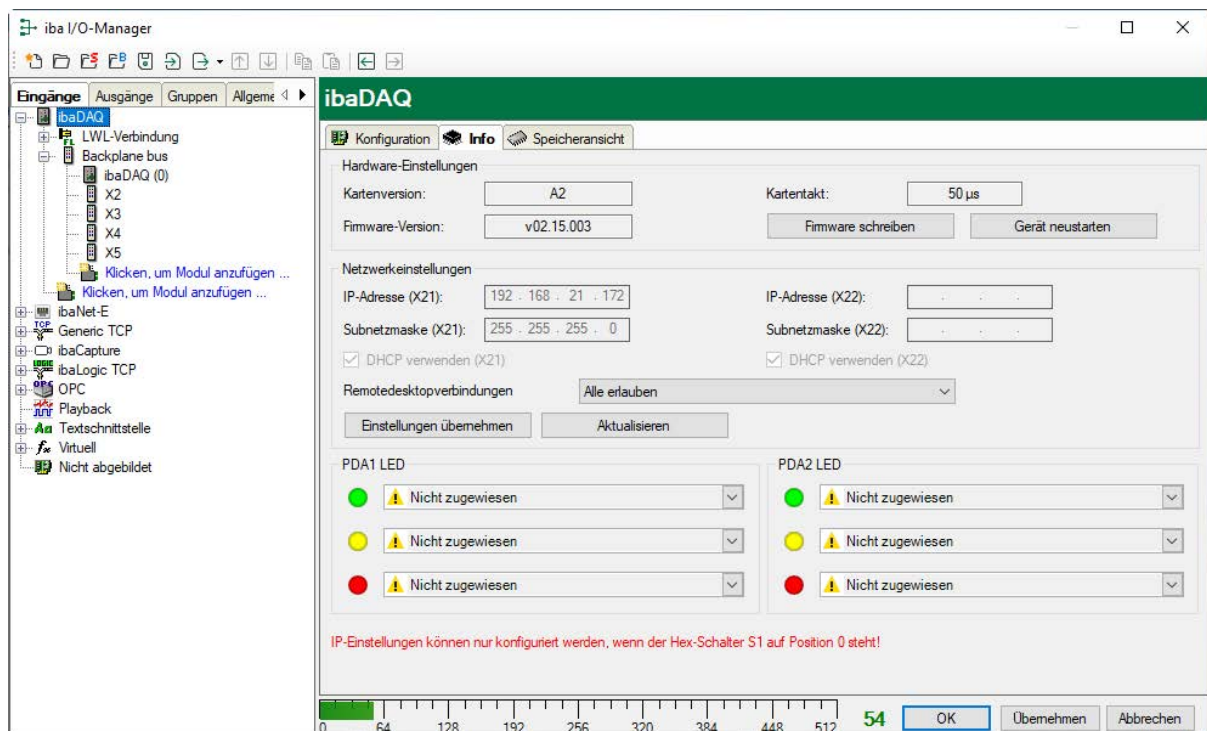 iba I/O-Manager
Eingänge Ausgänge Gruppen Allgeme
ibaDAQ
LWL-Verbindung
Backplane bus
ibaDAQ (0)
X2
X3
X4
X5
Klicken, um Modul anzufügen ...
Klicken, um Modul anzufügen ...
ibaNet-E
Generic TCP
ibaCapture
ibaLogic TCP
OPC
Playback
Textschnittstelle
Virtuell
Nicht abgebildet
ibaDAQ
Konfiguration Info Speicheransicht
Hardware-Einstellungen
Kartenversion: A2 Kartentakt: 50 µs
Firmware-Version: v02.15.003 Firmware schreiben Gerät neustarten
Netzwerkeinstellungen
IP-Adresse (X21): 192 . 168 . 21 . 172 IP-Adresse (X22): . . .
Subnetzmaske (X21): 255 . 255 . 255 . 0 Subnetzmaske (X22): . . .
DHCP verwenden (X21) DHCP verwenden (X22)
Remotedesktopverbindungen Alle erlauben
Einstellungen übernehmen Aktualisieren
PDA1 LED PDA2 LED
Nicht zugewiesen Nicht zugewiesen
Nicht zugewiesen Nicht zugewiesen
Nicht zugewiesen Nicht zugewiesen
IP-Einstellungen können nur konfiguriert werden, wenn der Hex-Schalter S1 auf Position 0 steht!
0 64 128 192 256 320 384 448 512 54 OK Übernehmen Abbrechen